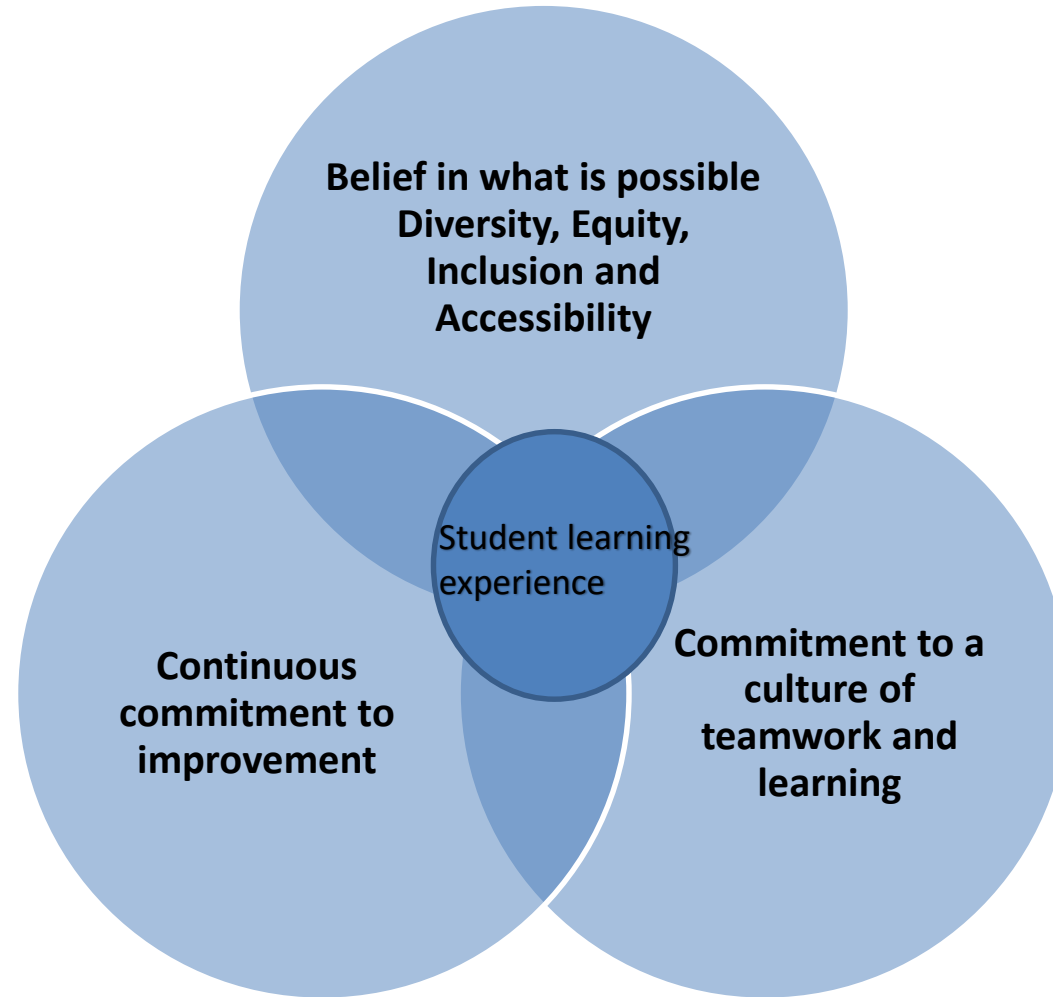 Belief in what is possible
Diversity, Equity,
Inclusion and
Accessibility
Student learning
experience
Continuous
commitment to
improvement
Commitment to a
culture of
teamwork and
learning